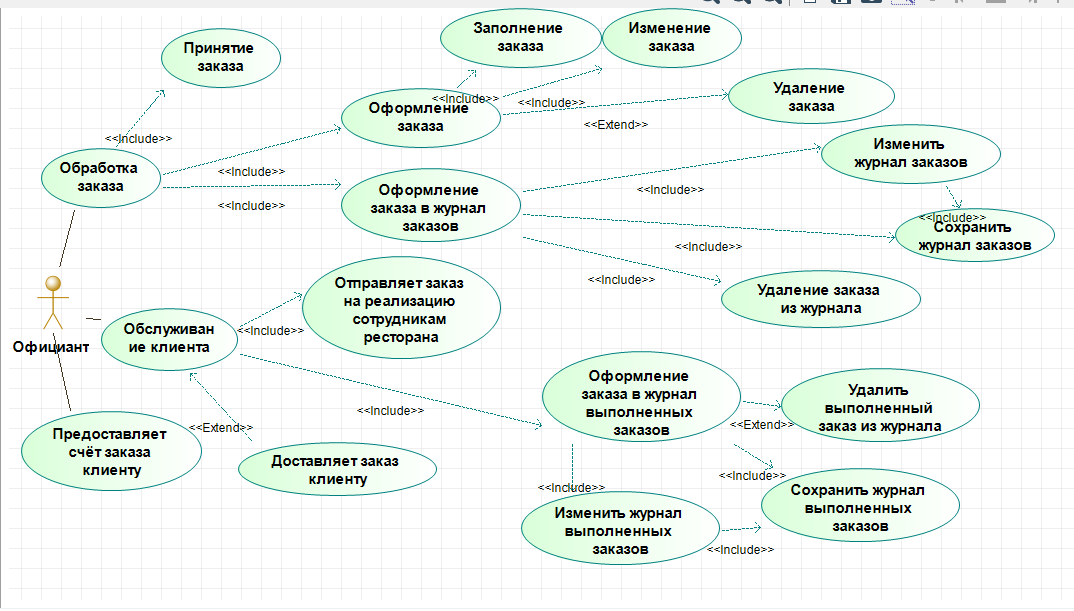 Принятие
заказа
<<Include>>
Обработка
заказа
<<Include>>
<<Include>>
Заполнение
заказа
Изменение
заказа
<<Include>>
<<Include>>
Оформление
заказа
<<Extend>>
Удаление
заказа
Оформление
заказа в журнал
заказов
<<Include>>
<<Include>>
<<Include>>
Изменить
журнал заказов
<<Include>>
Сохранить
журнал заказов
Удаление заказа
из журнала
Официант
Обслуживан
ие клиента
<<Include>>
Отправляет заказ
на реализацию
сотрудникам
ресторана
<<Include>>
<<Extend>>
Предоставляет
счёт заказа
клиенту
Доставляет заказ
клиенту
Оформление
заказа в журнал
выполненных
заказов
<<Extend>>
Удалить
выполненный
заказ из журнала
<<Include>>
<<Include>>
Сохранить журнал
выполненных
заказов
Изменить журнал
выполненных
заказов
<<Include>>